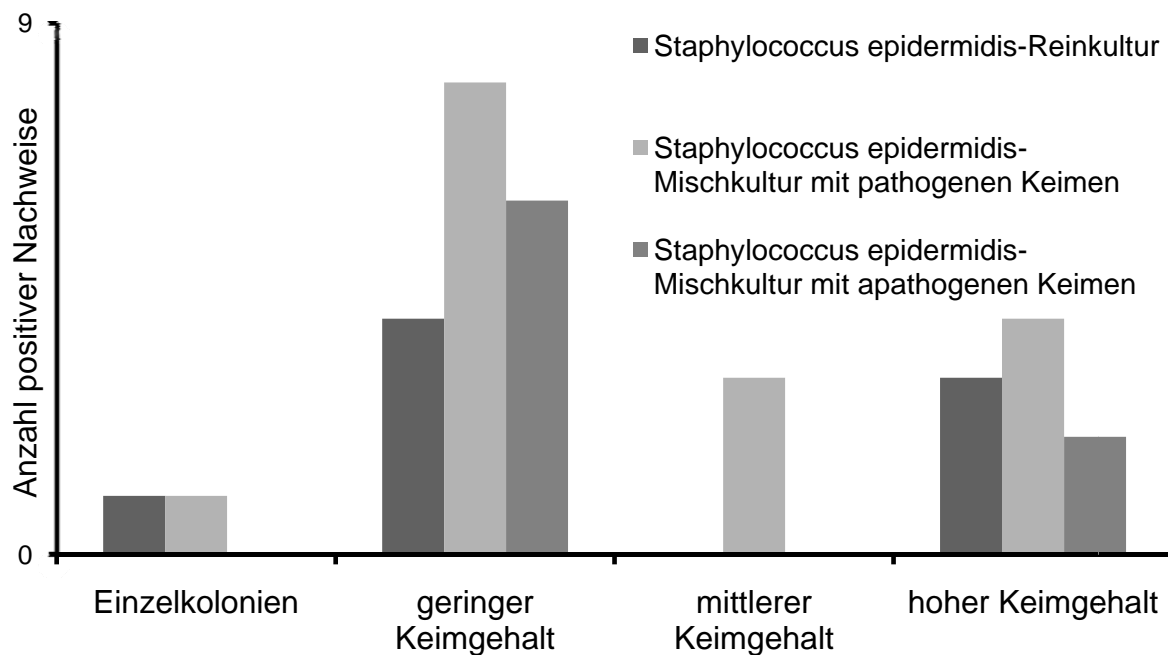 9
Staphylococcus epidermidis-Reinkultur
Staphylococcus epidermidis-
Mischkultur mit pathogenen Keimen
Staphylococcus epidermidis-
Mischkultur mit apathogenen Keimen
Anzahl positiver Nachweise
0
Einzelkolonien
geringer
Keimgehalt
mittlerer
Keimgehalt
hoher Keimgehalt